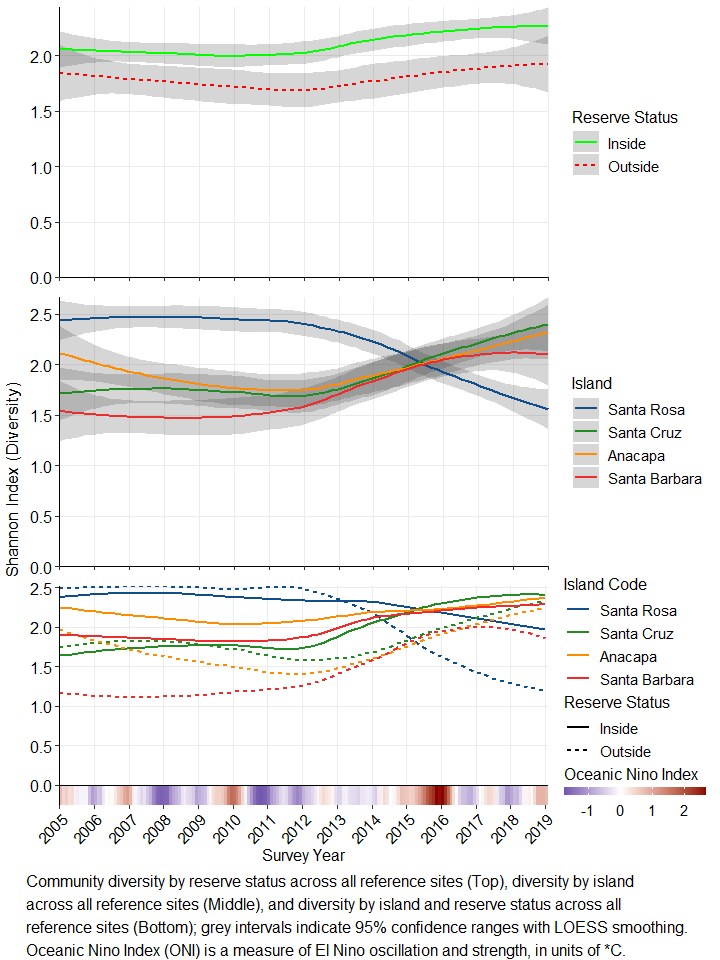 2.0
1.5
1.0
0.5
0.0
Reserve Status
Inside
Outside
Shannon Index (Diversity)
2.5
2.0
1.5
1.0
0.5
0.0
Island
Santa Rosa
Santa Cruz
Anacapa
Santa Barbara
2.5
2.0
1.5
1.0
0.5
0.0
Island Code
Santa Rosa
Santa Cruz
Anacapa
Santa Barbara
Reserve Status
Inside
Outside
Oceanic Nino Index
-1 0 1 2
2005 2006 2007 2008 2009 2010 2011 2012 2013 2014 2015 2016 2017 2018 2019
Survey Year
Community diversity by reserve status across all reference sites (Top), diversity by island
across all reference sites (Middle), and diversity by island and reserve status across all
reference sites (Bottom); grey intervals indicate 95% confidence ranges with LOESS smoothing.
Oceanic Nino Index (ONI) is a measure of El Nino oscillation and strength, in units of *C.